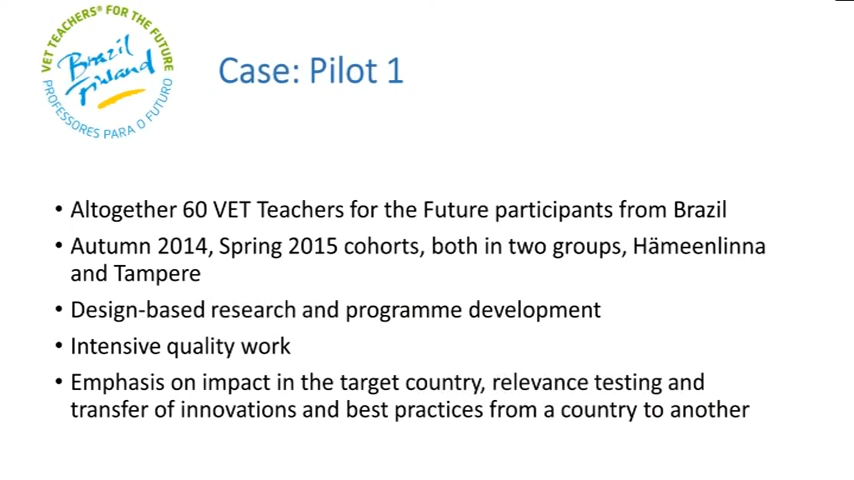 VET TEACHERS® FOR THE FUTURE
Brazil
Finland
PROFESSORES PARA O FUTURO
Case: Pilot 1
• Altogether 60 VET Teachers for the Future participants from Brazil
• Autumn 2014, Spring 2015 cohorts, both in two groups, Hämeenlinna
and Tampere
• Design-based research and programme development
• Intensive quality work
• Emphasis on impact in the target country, relevance testing and
transfer of innovations and best practices from a country to another